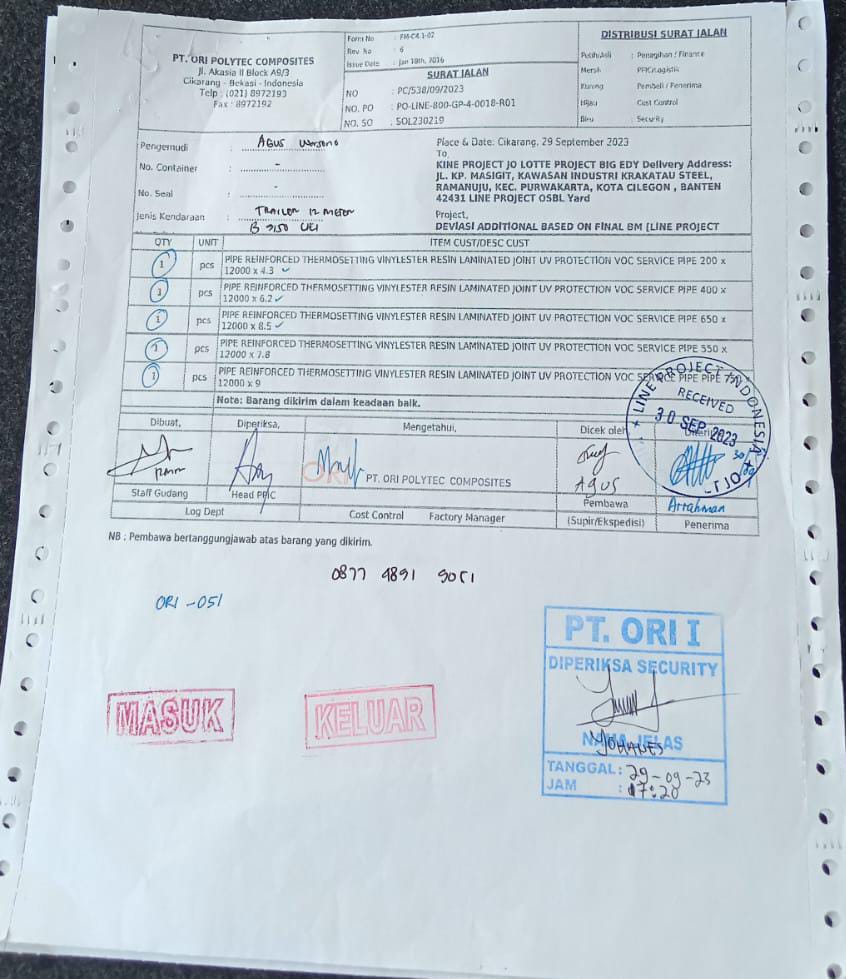 PT. ORI POLYTEC COMPOSITES
Jl. Akasia II Block A9/3
Cikarang - Bekasi - Indonesia
Telp : (021) 8972193
Fax : 8972192
Form No : FM-C4.1-02
Rev No : 6
Issue Date : Jan 18th, 2016
SURAT JALAN
NO : PC/538/09/2023
NO. PO : PO-LINE-800-GP-4-0018-R01
NO. SO : SOL230219
DISTRIBUSI SURAT JALAN
Putih/Asli : Penagihan / Finance
Merah : PPIC/Logistik
Kuning : Pembeli / Penerima
Hijau : Cost Control
Biru : Security
Pengemudi : AGUS
No. Container : -
No. Seal : -
Jenis Kendaraan : TRAILER 12 METER
B 9150 UEI
Place & Date: Cikarang, 29 September 2023
To,
KINE PROJECT JO LOTTE PROJECT BIG EDY Delivery Address:
JL. KP. MASIGIT, KAWASAN INDUSTRI KRAKATAU STEEL,
RAMANUJU, KEC. PURWAKARTA, KOTA CILEGON , BANTEN
42431 LINE PROJECT OSBL Yard
Project,
DEVIASI ADDITIONAL BASED ON FINAL BM [LINE PROJECT
QTY UNIT ITEM CUST/DESC CUST
1 pcs PIPE REINFORCED THERMOSETTING VINYLESTER RESIN LAMINATED JOINT UV PROTECTION VOC SERVICE PIPE 200 x
12000 x 4.3
1 pcs PIPE REINFORCED THERMOSETTING VINYLESTER RESIN LAMINATED JOINT UV PROTECTION VOC SERVICE PIPE 400 x
12000 x 6.2
1 pcs PIPE REINFORCED THERMOSETTING VINYLESTER RESIN LAMINATED JOINT UV PROTECTION VOC SERVICE PIPE 650 x
12000 x 8.5
1 pcs PIPE REINFORCED THERMOSETTING VINYLESTER RESIN LAMINATED JOINT UV PROTECTION VOC SERVICE PIPE 550 x
12000 x 7.8
1 pcs PIPE REINFORCED THERMOSETTING VINYLESTER RESIN LAMINATED JOINT UV PROTECTION VOC SERVICE PIPE PIPE
12000 x 9
Note: Barang dikirim dalam keadaan baik.
LINE PROJECT INDONESIA
RECEIVED
30 SEP 2023
Dibuat, Diperiksa, Mengetahui, Dicek oleh
PT. ORI POLYTEC COMPOSITES
AGUS
Arrahman
Staff Gudang Head PPIC Pembawa
Log Dept Cost Control Factory Manager (Supir/Ekspedisi) Penerima
NB : Pembawa bertanggungjawab atas barang yang dikirim.
0877 4891 9051
ORI -051
MASUK
KELUAR
PT. ORI I
DIPERIKSA SECURITY
NAMA JELAS
YOHANES
TANGGAL: 29-09-23
JAM : 17:20